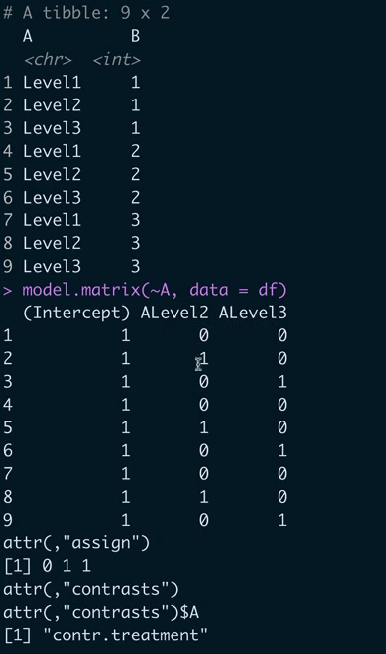 # A tibble: 9 x 2
  A          B
  <chr>  <int>
1 Level1     1
2 Level2     1
3 Level3     1
4 Level1     2
5 Level2     2
6 Level3     2
7 Level1     3
8 Level2     3
9 Level3     3
> model.matrix(~A, data = df)
  (Intercept) ALevel2 ALevel3
1           1       0       0
2           1       1       0
3           1       0       1
4           1       0       0
5           1       1       0
6           1       0       1
7           1       0       0
8           1       1       0
9           1       0       1
attr(,"assign")
[1] 0 1 1
attr(,"contrasts")
attr(,"contrasts")$A
[1] "contr.treatment"